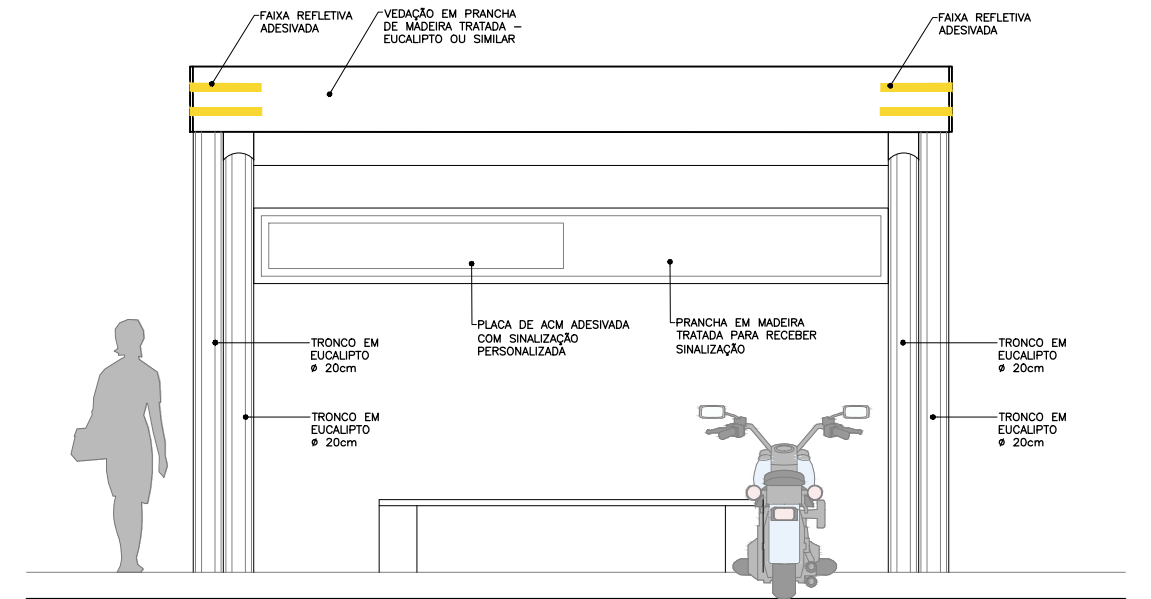 FAIXA REFLETIVA
ADESIVADA
VEDAÇÃO EM PRANCHA
DE MADEIRA TRATADA –
EUCALIPTO OU SIMILAR
FAIXA REFLETIVA
ADESIVADA
PLACA DE ACM ADESIVADA
COM SINALIZAÇÃO
PERSONALIZADA
PRANCHA EM MADEIRA
TRATADA PARA RECEBER
SINALIZAÇÃO
TRONCO EM
EUCALIPTO
ø 20cm
TRONCO EM
EUCALIPTO
ø 20cm
TRONCO EM
EUCALIPTO
ø 20cm
TRONCO EM
EUCALIPTO
ø 20cm